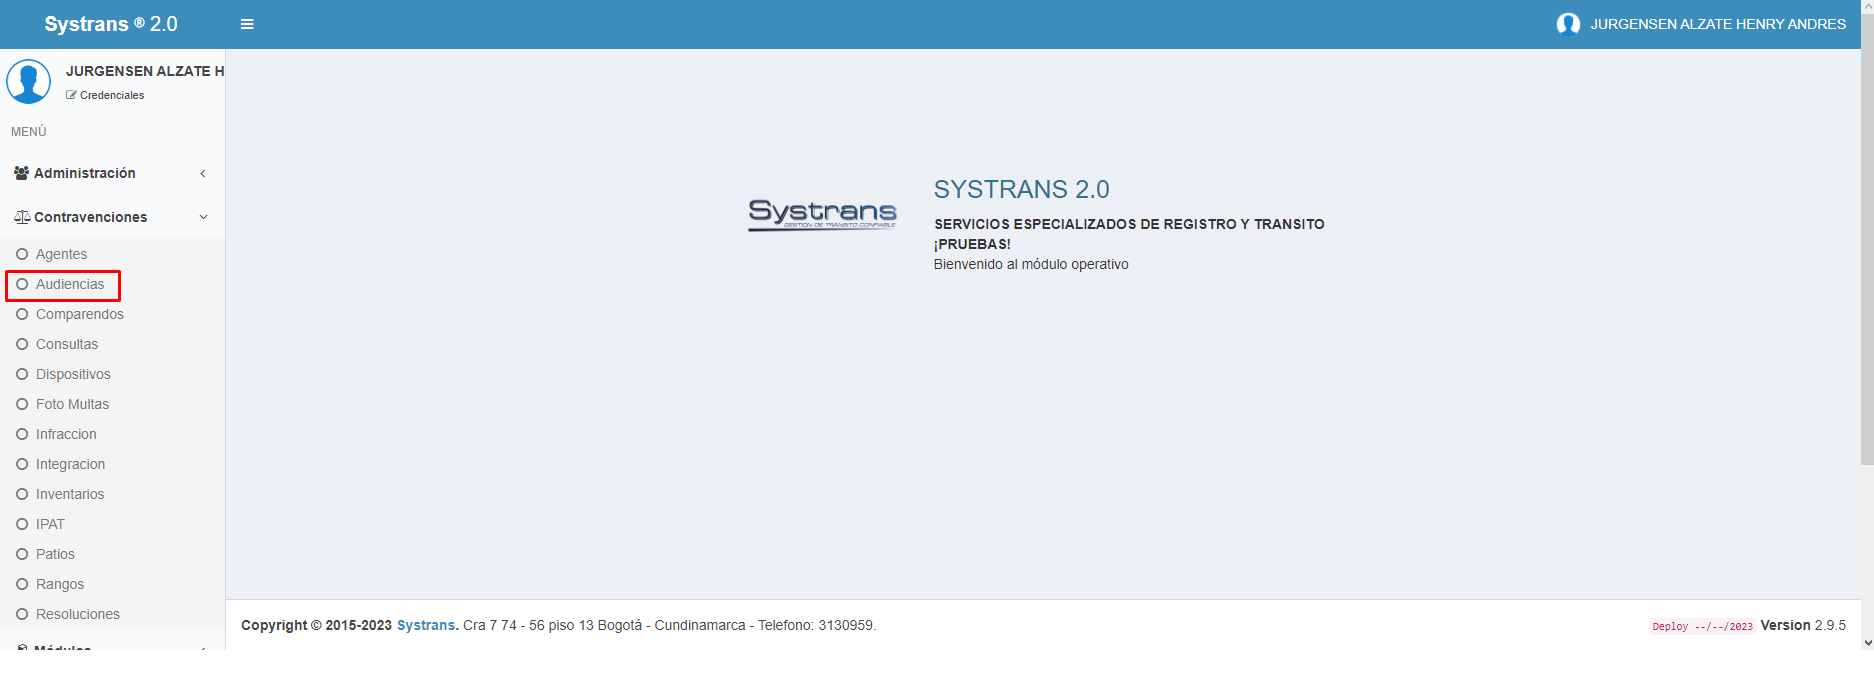 Systrans ® 2.0
JURGENSEN ALZATE HENRY ANDRES
JURGENSEN ALZATE H
Credenciales
MENÚ
Administración
Contravenciones
Agentes
Audiencias
Comparendos
Consultas
Dispositivos
Foto Multas
Infraccion
Integracion
Inventarios
IPAT
Patios
Rangos
Resoluciones
Módulos
Systrans
GESTIÓN DE TRÁNSITO CONFIABLE
SYSTRANS 2.0
SERVICIOS ESPECIALIZADOS DE REGISTRO Y TRANSITO
¡PRUEBAS!
Bienvenido al módulo operativo
Copyright © 2015-2023 Systrans. Cra 7 74 - 56 piso 13 Bogotá - Cundinamarca - Telefono: 3130959.
Deploy --/--/2023 Version 2.9.5